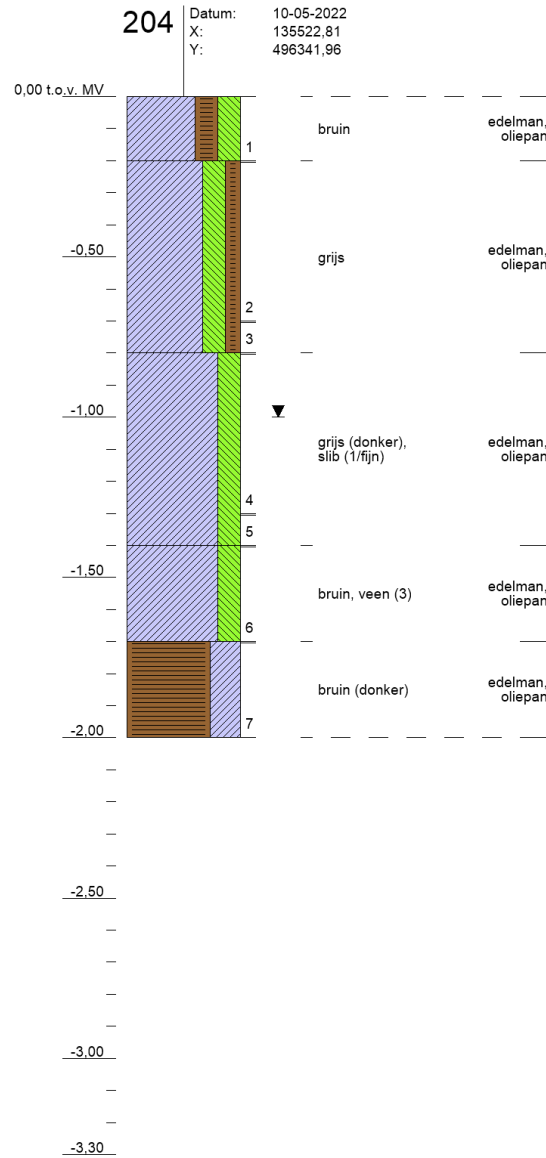 204
Datum: 10-05-2022
X: 135522,81
Y: 496341,96
0,00 t.o.v. MV
bruin
edelman,
oliepan
1
-0,50
grijs
edelman,
oliepan
2
3
-1,00
grijs (donker),
slib (1/fijn)
edelman,
oliepan
4
5
-1,50
bruin, veen (3)
edelman,
oliepan
6
bruin (donker)
edelman,
oliepan
7
-2,00
-2,50
-3,00
-3,30